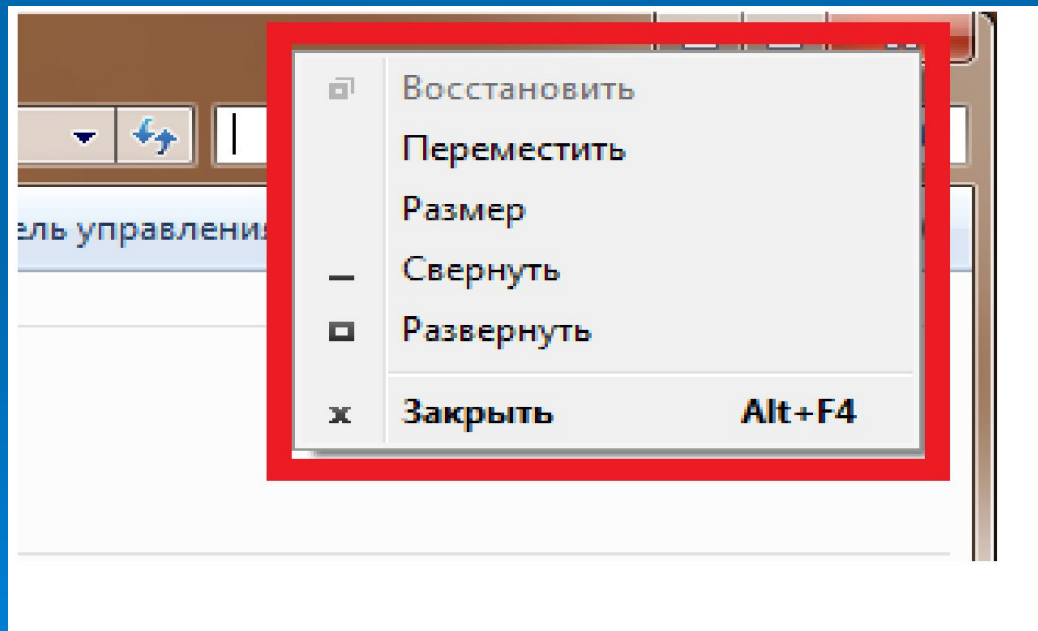 Восстановить
Переместить
ель управления
Размер
Свернуть
Развернуть
Закрыть Alt+F4